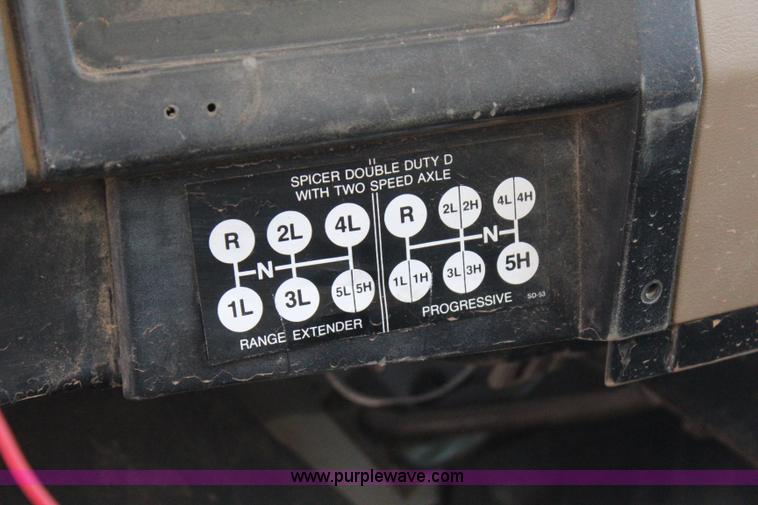 SPICER DOUBLE DUTY D
WITH TWO SPEED AXLE
R 2L 4L
N
1L 3L 5L 5H
RANGE EXTENDER
R 2L 2H 4L 4H
N
1L 1H 3L 3H 5H
PROGRESSIVE
SD-53
www.purplewave.com